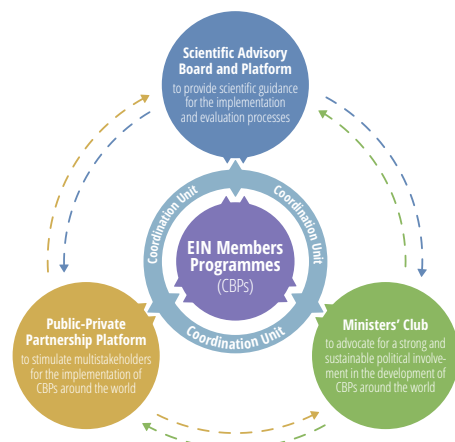 Scientific Advisory
Board and Platform
to provide scientific guidance
for the implementation
and evaluation processes
Coordination Unit
Coordination Unit
EIN Members
Programmes
(CBPs)
Coordination Unit
Public-Private
Partnership Platform
to stimulate multistakeholders
for the implementation of
CBPs around the world
Ministers' Club
to advocate for a strong and
sustainable political involve-
ment in the development of
CBPs around the world